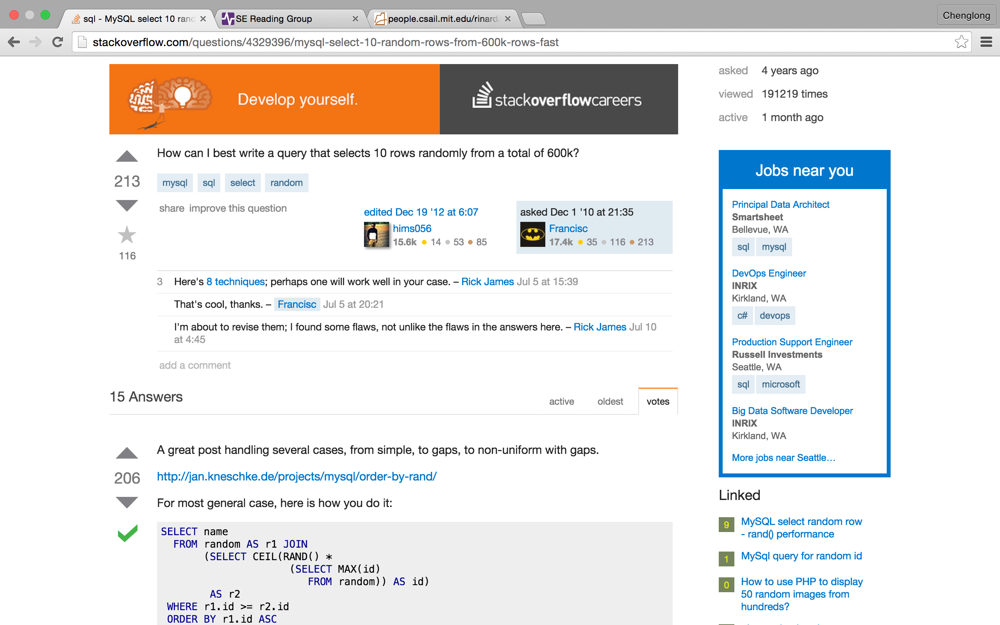 sql - MySQL select 10 rand
SE Reading Group
people.csail.mit.edu/rinard/
Chenglong
stackoverflow.com/questions/4329396/mysql-select-10-random-rows-from-600k-rows-fast
Develop yourself.
stackoverflowcareers
asked 4 years ago
viewed 191219 times
active 1 month ago
How can I best write a query that selects 10 rows randomly from a total of 600k?
213
mysql sql select random
share improve this question
edited Dec 19 '12 at 6:07
hims056
15.6k 14 53 85
asked Dec 1 '10 at 21:35
Francisc
17.4k 35 116 213
116
3 Here's 8 techniques; perhaps one will work well in your case. – Rick James Jul 5 at 15:39
That's cool, thanks. – Francisc Jul 5 at 20:21
I'm about to revise them; I found some flaws, not unlike the flaws in the answers here. – Rick James Jul 10
at 4:45
add a comment
15 Answers
active oldest votes
A great post handling several cases, from simple, to gaps, to non-uniform with gaps.
206
http://jan.kneschke.de/projects/mysql/order-by-rand/
For most general case, here is how you do it:
SELECT name
FROM random AS r1 JOIN
(SELECT CEIL(RAND() *
(SELECT MAX(id)
FROM random)) AS id)
AS r2
WHERE r1.id >= r2.id
ORDER BY r1.id ASC
Jobs near you
Principal Data Architect
Smartsheet
Bellevue, WA
sql mysql
DevOps Engineer
INRIX
Kirkland, WA
c# devops
Production Support Engineer
Russell Investments
Seattle, WA
sql microsoft
Big Data Software Developer
INRIX
Kirkland, WA
More jobs near Seattle…
Linked
9 MySQL select random row
- rand() performance
1 MySql query for random id
0 How to use PHP to display
50 random images from
hundreds?